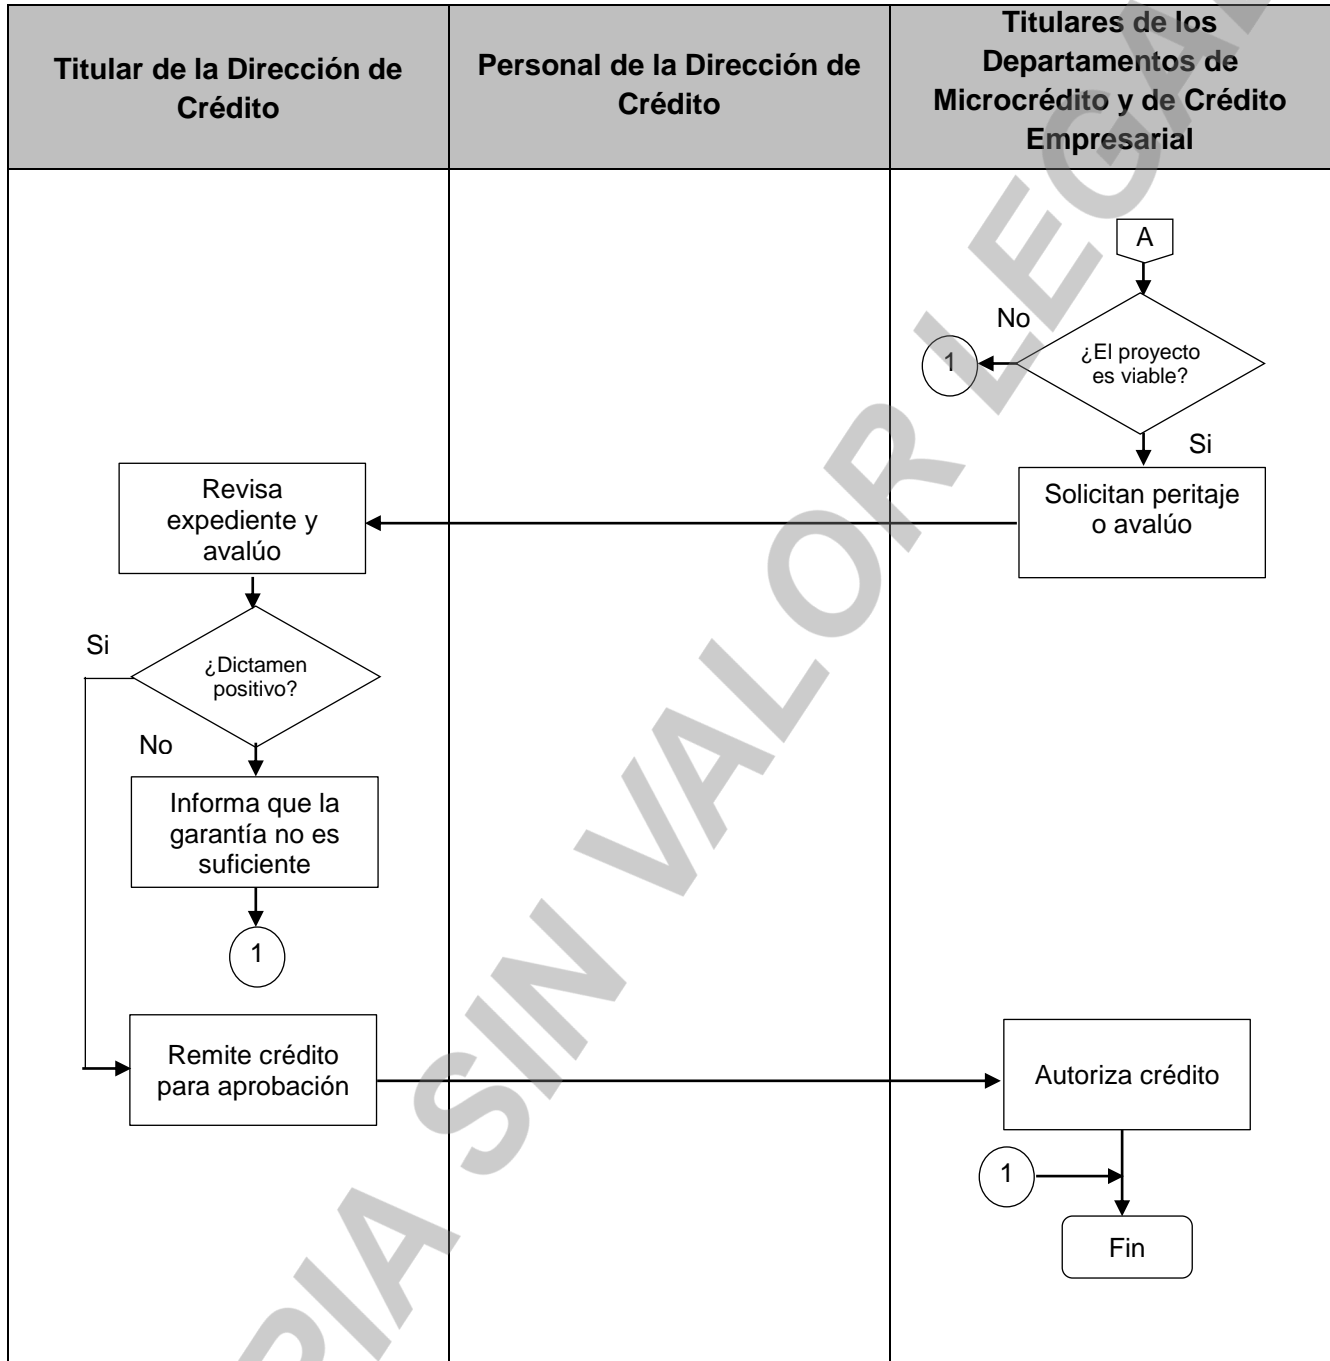 Titular de la Dirección de
Crédito
Personal de la Dirección de
Crédito
Titulares de los
Departamentos de
Microcrédito y de Crédito
Empresarial
A
No
¿El proyecto
es viable?
1
Si
Solicitan peritaje
o avalúo
Revisa
expediente y
avalúo
Si
¿Dictamen
positivo?
No
Informa que la
garantía no es
suficiente
1
Remite crédito
para aprobación
Autoriza crédito
1
Fin
SIN VALOR